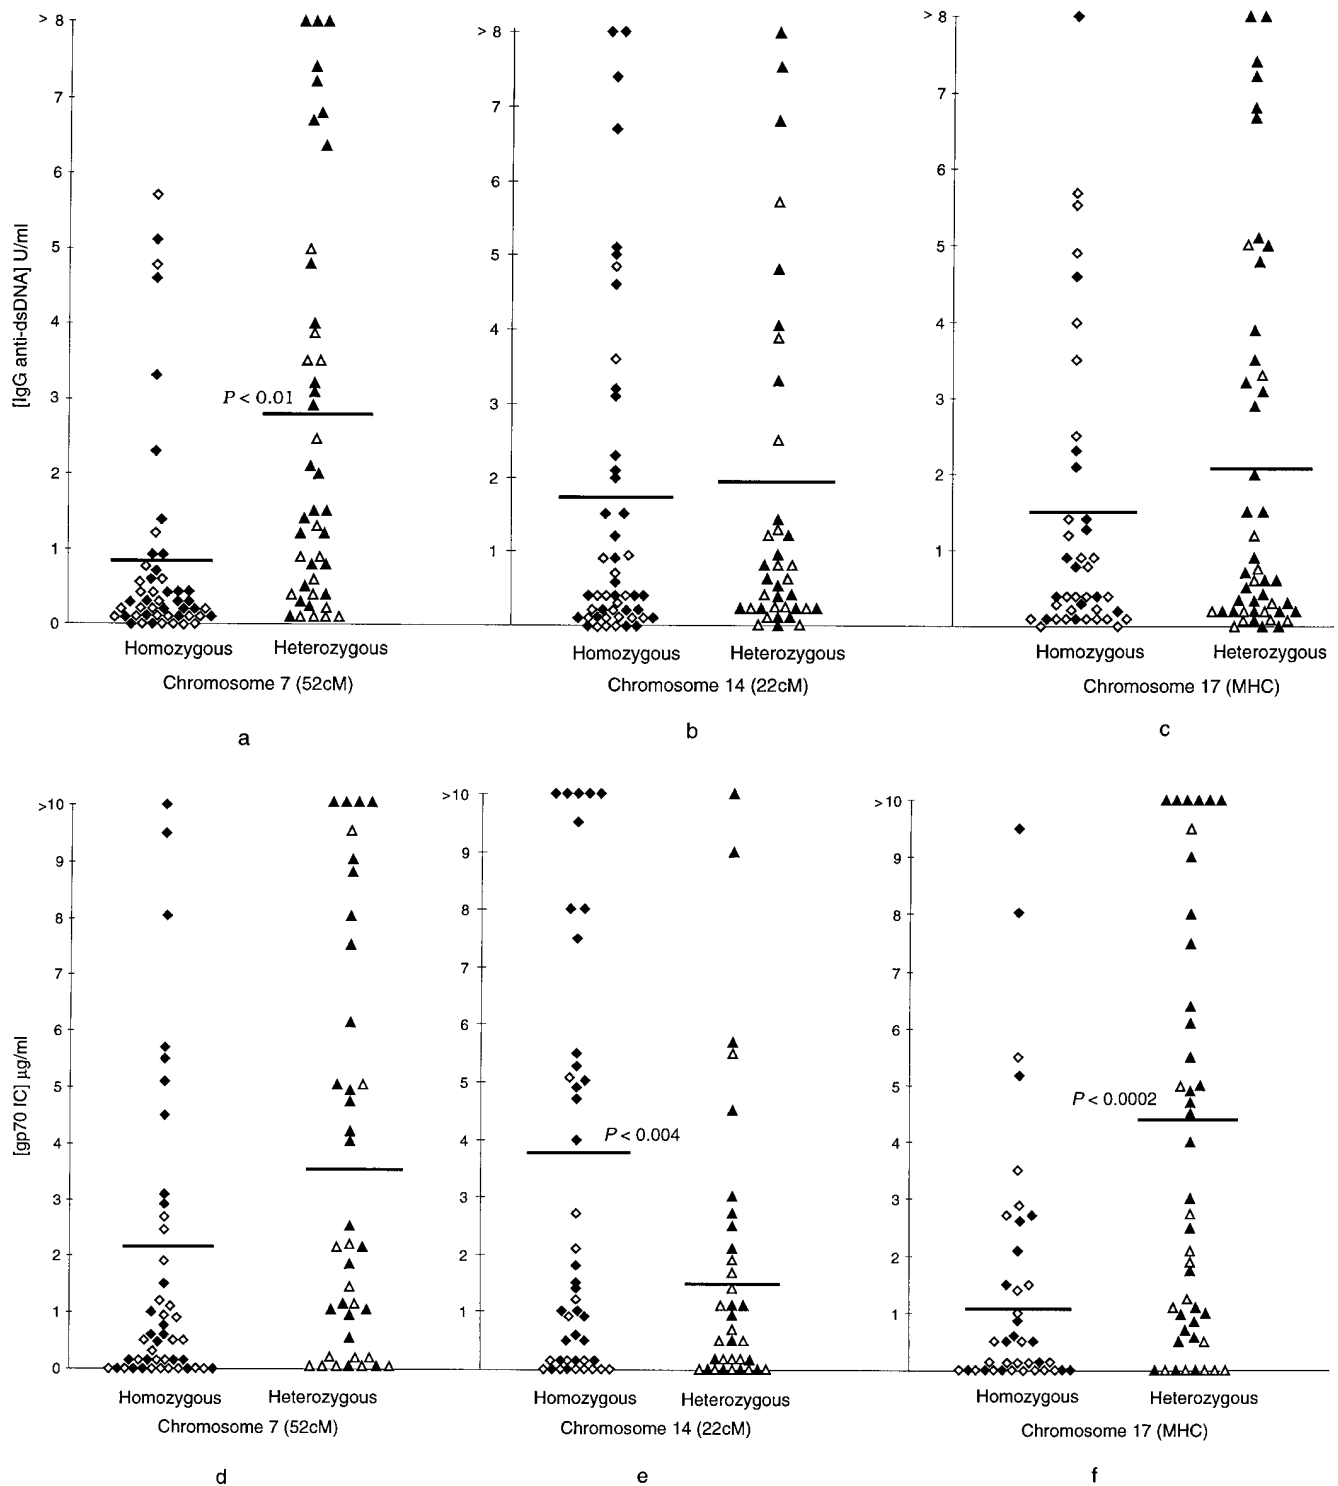 > 8
7
6
5
4
3
2
1
0
[IgG anti-dsDNA] U/ml
P < 0.01
Homozygous Heterozygous
Chromosome 7 (52cM)
a
> 8
7
6
5
4
3
2
1
Homozygous Heterozygous
Chromosome 14 (22cM)
b
> 8
7
6
5
4
3
2
1
Homozygous Heterozygous
Chromosome 17 (MHC)
c
>10
9
8
7
6
5
4
3
2
1
0
[gp70 IC] µg/ml
Homozygous Heterozygous
Chromosome 7 (52cM)
d
>10
9
8
7
6
5
4
3
2
1
0
P < 0.004
Homozygous Heterozygous
Chromosome 14 (22cM)
e
>10
9
8
7
6
5
4
3
2
1
0
P < 0.0002
Homozygous Heterozygous
Chromosome 17 (MHC)
f